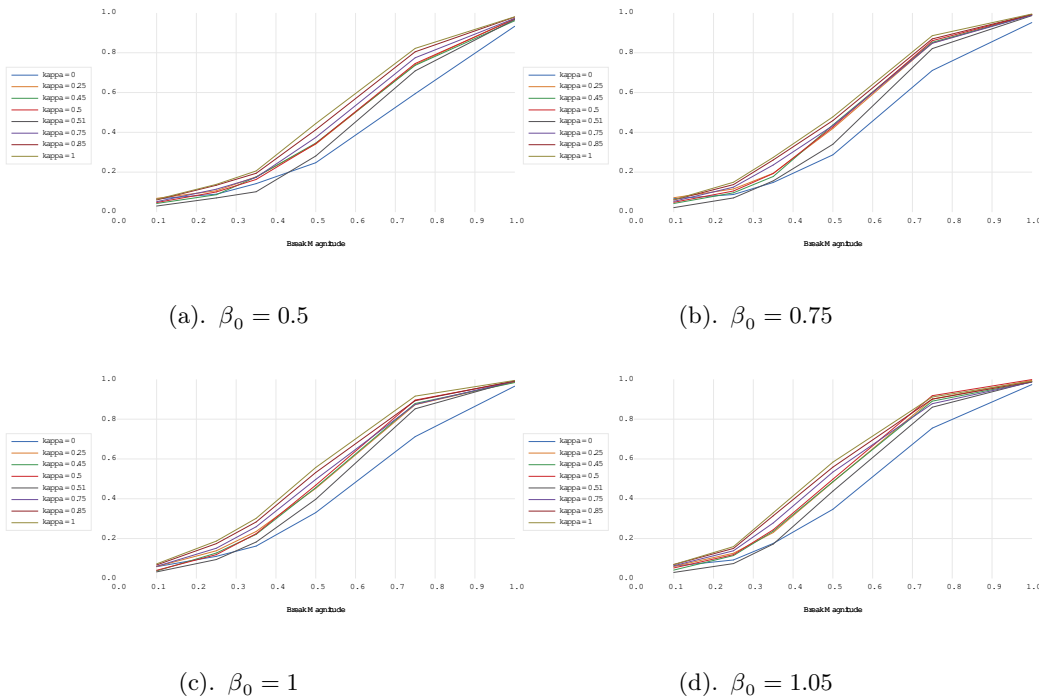 1.0
0.8
0.6
0.4
0.2
0.0
0.0 0.1 0.2 0.3 0.4 0.5 0.6 0.7 0.8 0.9 1.0
Break Magnitude
kappa = 0
kappa = 0.25
kappa = 0.45
kappa = 0.5
kappa = 0.51
kappa = 0.75
kappa = 0.85
kappa = 1
(a). β₀ = 0.5
1.0
0.8
0.6
0.4
0.2
0.0
0.0 0.1 0.2 0.3 0.4 0.5 0.6 0.7 0.8 0.9 1.0
Break Magnitude
kappa = 0
kappa = 0.25
kappa = 0.45
kappa = 0.5
kappa = 0.51
kappa = 0.75
kappa = 0.85
kappa = 1
(b). β₀ = 0.75
1.0
0.8
0.6
0.4
0.2
0.0
0.0 0.1 0.2 0.3 0.4 0.5 0.6 0.7 0.8 0.9 1.0
Break Magnitude
kappa = 0
kappa = 0.25
kappa = 0.45
kappa = 0.5
kappa = 0.51
kappa = 0.75
kappa = 0.85
kappa = 1
(c). β₀ = 1
1.0
0.8
0.6
0.4
0.2
0.0
0.0 0.1 0.2 0.3 0.4 0.5 0.6 0.7 0.8 0.9 1.0
Break Magnitude
kappa = 0
kappa = 0.25
kappa = 0.45
kappa = 0.5
kappa = 0.51
kappa = 0.75
kappa = 0.85
kappa = 1
(d). β₀ = 1.05